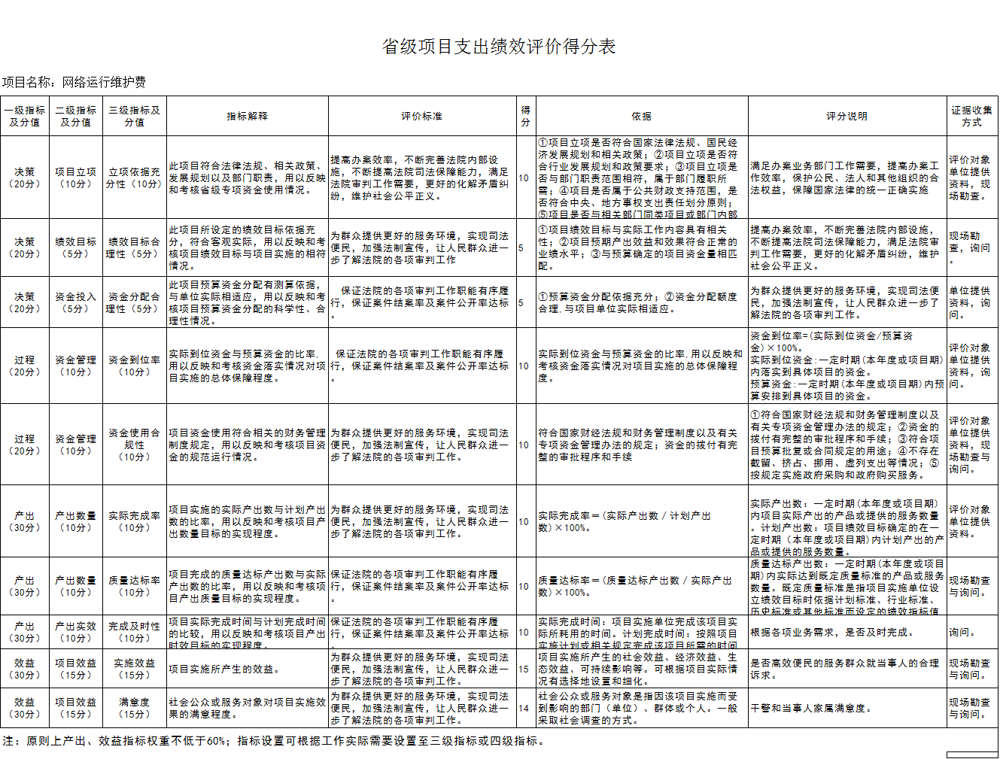 省级项目支出绩效评价得分表
项目名称：网络运行维护费
一级指标
及分值
二级指标
及分值
三级指标及
分值
指标解释
评价标准
得
分
依据
评分说明
证据收集
方式
决策
（20分）
项目立项
（10分）
立项依据充
分性（10分）
此项目符合法律法规、相关政策、
发展规划以及部门职责，用以反映
和考核省级专项资金使用情况。
提高办案效率，不断完善法院内部设
施，不断提高法院司法保障能力，满足
法院审判工作需要，更好的化解矛盾纠
纷，维护社会公平正义。
10
①项目立项是否符合国家法律法规、国民经
济发展规划和相关政策；②项目立项是否符
合行业发展规划和政策要求；③项目立项是
否与部门职责范围相符，属于部门履职所
需；④项目是否属于公共财政支持范围，是
否符合中央、地方事权支出责任划分原则；
⑤项目是否与相关部门同类项目或部门内部
满足办案业务部门工作需要，提高办案工
作效率，保护公民、法人和其他组织的合
法权益，保障国家法律的统一正确实施
评价对象
单位提供
资料，现
场勘查。
决策
（20分）
绩效目标
（5分）
绩效目标合
理性（5分）
此项目所设定的绩效目标依据充
分，符合客观实际，用以反映和考
核项目绩效目标与项目实施的相符
情况。
为群众提供更好的服务环境，实现司法
便民，加强法制宣传，让人民群众进一
步了解法院的各项审判工作
5
①项目绩效目标与实际工作内容具有相关
性；②项目预期产出效益和效果符合正常的
业绩水平；③与预算确定的项目资金量相匹
配。
提高办案效率，不断完善法院内部设施，
不断提高法院司法保障能力，满足法院审
判工作需要，更好的化解矛盾纠纷，维护
社会公平正义。
现场勘
查，询问
。
决策
（20分）
资金投入
（5分）
资金分配合
理性（5分）
此项目预算资金分配有测算依据，
与单位实际相适应，用以反映和考
核项目预算资金分配的科学性、合
理性情况。
保证法院的各项审判工作职能有序履
行，保证案件结案率及案件公开率达标
。
5
①预算资金分配依据充分；②资金分配额度
合理,与项目单位实际相适应。
为群众提供更好的服务环境，实现司法便
民，加强法制宣传，让人民群众进一步了
解法院的各项审判工作。
单位提供
资料，询
问。
过程
（20分）
资金管理
（10分）
资金到位率
（10分）
实际到位资金与预算资金的比率,
用以反映和考核资金落实情况对项
目实施的总体保障程度。
保证法院的各项审判工作职能有序履
行，保证案件结案率及案件公开率达标
。
10
实际到位资金与预算资金的比率,用以反映和
考核资金落实情况对项目实施的总体保障程
度。
资金到位率=(实际到位资金/预算资
金)×100%。
实际到位资金:一定时期(本年度或项目期)
内落实到具体项目的资金。
预算资金:一定时期(本年度或项目期)内预
算安排到具体项目的资金。
评价对象
单位提供
资料，询
问。
过程
（20分）
资金管理
（10分）
资金使用合
规性
（10分）
项目资金使用符合相关的财务管理
制度规定，用以反映和考核项目资
金的规范运行情况。
为群众提供更好的服务环境，实现司法
便民，加强法制宣传，让人民群众进一
步了解法院的各项审判工作。
10
符合国家财经法规和财务管理制度以及有关
专项资金管理办法的规定；资金的拨付有完
整的审批程序和手续
①符合国家财经法规和财务管理制度以及
有关专项资金管理办法的规定；②资金的
拨付有完整的审批程序和手续；③符合项
目预算批复或合同规定的用途；④不存在
截留、挤占、挪用、虚列支出等情况；⑤
按规定实施政府采购和政府购买服务。
评价对象
单位提供
资料，现
场勘查与
询问。
产出
（30分）
产出数量
（10分）
实际完成率
（10分）
项目实施的实际产出数与计划产出
数的比率，用以反映和考核项目产
出数量目标的实现程度。
为群众提供更好的服务环境，实现司法
便民，加强法制宣传，让人民群众进一
步了解法院的各项审判工作。
10
实际完成率＝(实际产出数／计划产出
数)×100%。
实际产出数：一定时期(本年度或项目期)
内项目实际产出的产品或提供的服务数量
。计划产出数：项目绩效目标确定的在一
定时期（本年度或项目期)内计划产出的产
品或提供的服务数量。
评价对象
单位提供
资料。
产出
（30分）
产出数量
（10分）
质量达标率
（10分）
项目完成的质量达标产出数与实际
产出数的比率，用以反映和考核项
目产出质量目标的实现程度。
保证法院的各项审判工作职能有序履
行，保证案件结案率及案件公开率达标
。
10
质量达标率＝(质量达标产出数／实际产出
数)×100%。
质量达标产出数：一定时期(本年度或项目
期)内实际达到既定质量标准的产品或服务
数量。既定质量标准是指项目实施单位设
立绩效目标时依据计划标准、行业标准、
历史标准或其他标准而设定的绩效指标值
现场勘查
与询问。
产出
（30分）
产出实效
（10分）
完成及时性
（10分）
项目实际完成时间与计划完成时间
的比较，用以反映和考核项目产出
时效目标的实现程度。
保证法院的各项审判工作职能有序履
行，保证案件结案率及案件公开率达标
。
10
实际完成时间：项目实施单位完成该项目实
际所耗用的时间。计划完成时间：按照项目
实施计划或相关规定完成该项目所需的时间
根据各项业务需求，是否及时完成。
询问。
效益
（30分）
项目效益
（15分）
实施效益
（15分）
项目实施所产生的效益。
为群众提供更好的服务环境，实现司法
便民，加强法制宣传，让人民群众进一步
步了解法院的各项审判工作。
15
项目实施所产生的社会效益、经济效益、生
态效益、可持续影响等。可根据项目实际情
况有选择地设置和细化。
是否高效便民的服务群众就当事人的合理
诉求。
现场勘查
与询问。
效益
（30分）
项目效益
（15分）
满意度
（15分）
社会公众或服务对象对项目实施效
果的满意程度。
为群众提供更好的服务环境，实现司法
便民，加强法制宣传，让人民群众进一
步了解法院的各项审判工作。
14
社会公众或服务对象是指因该项目实施而受
到影响的部门（单位）、群体或个人。一般
采取社会调查的方式。
干警和当事人家属满意度。
现场勘查
与询问。
注：原则上产出、效益指标权重不低于60%；指标设置可根据工作实际需要设置至三级指标或四级指标。